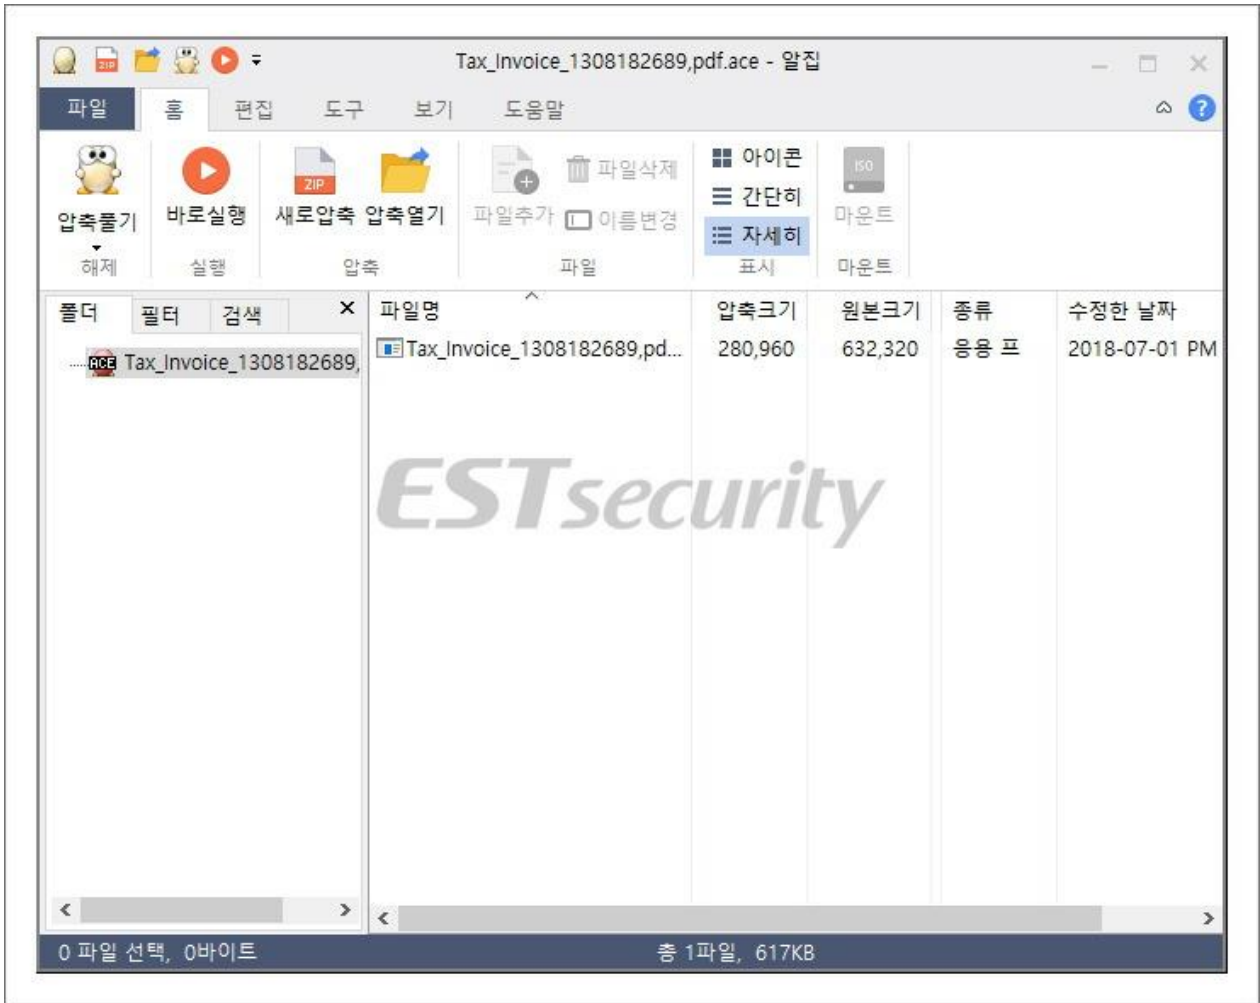 Tax_Invoice_1308182689,pdf.ace - 알집
파일 홈 편집 도구 보기 도움말
압축풀기 바로실행 새로압축 압축열기 파일추가 파일삭제 이름변경 아이콘 간단히 자세히 마운트
해제 실행 압축 파일 표시 마운트
폴더 필터 검색 파일명 압축크기 원본크기 종류 수정한 날짜
Tax_Invoice_1308182689, Tax_Invoice_1308182689,pd... 280,960 632,320 응용 프 2018-07-01 PM
ESTsecurity
0 파일 선택, 0바이트 총 1파일, 617KB